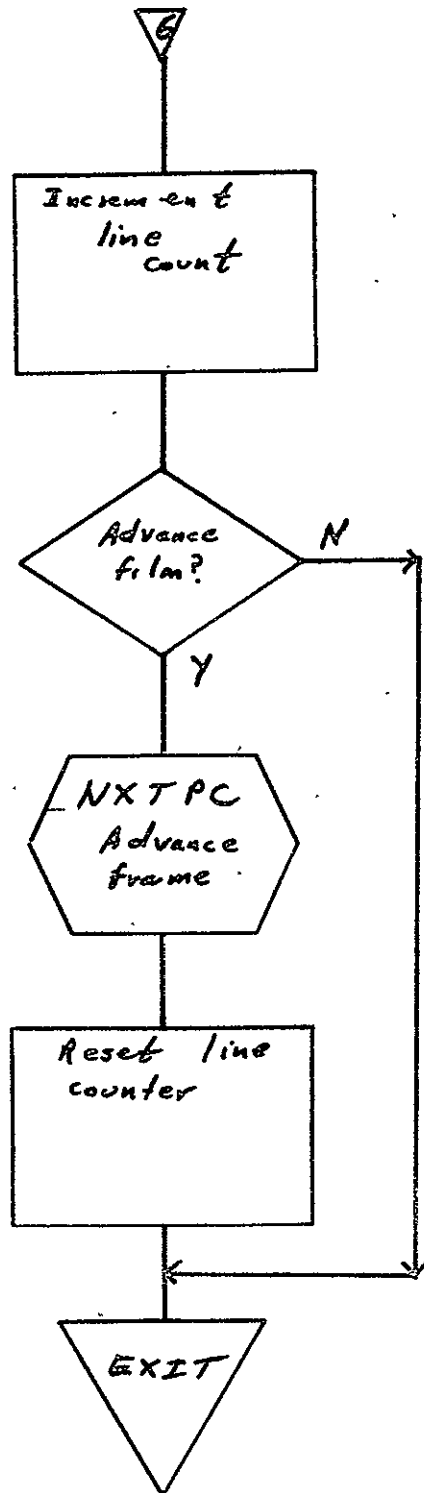 6
Increment
line
count
Advance
film?
N
Y
NXTPC
Advance
frame
Reset line
counter
EXIT